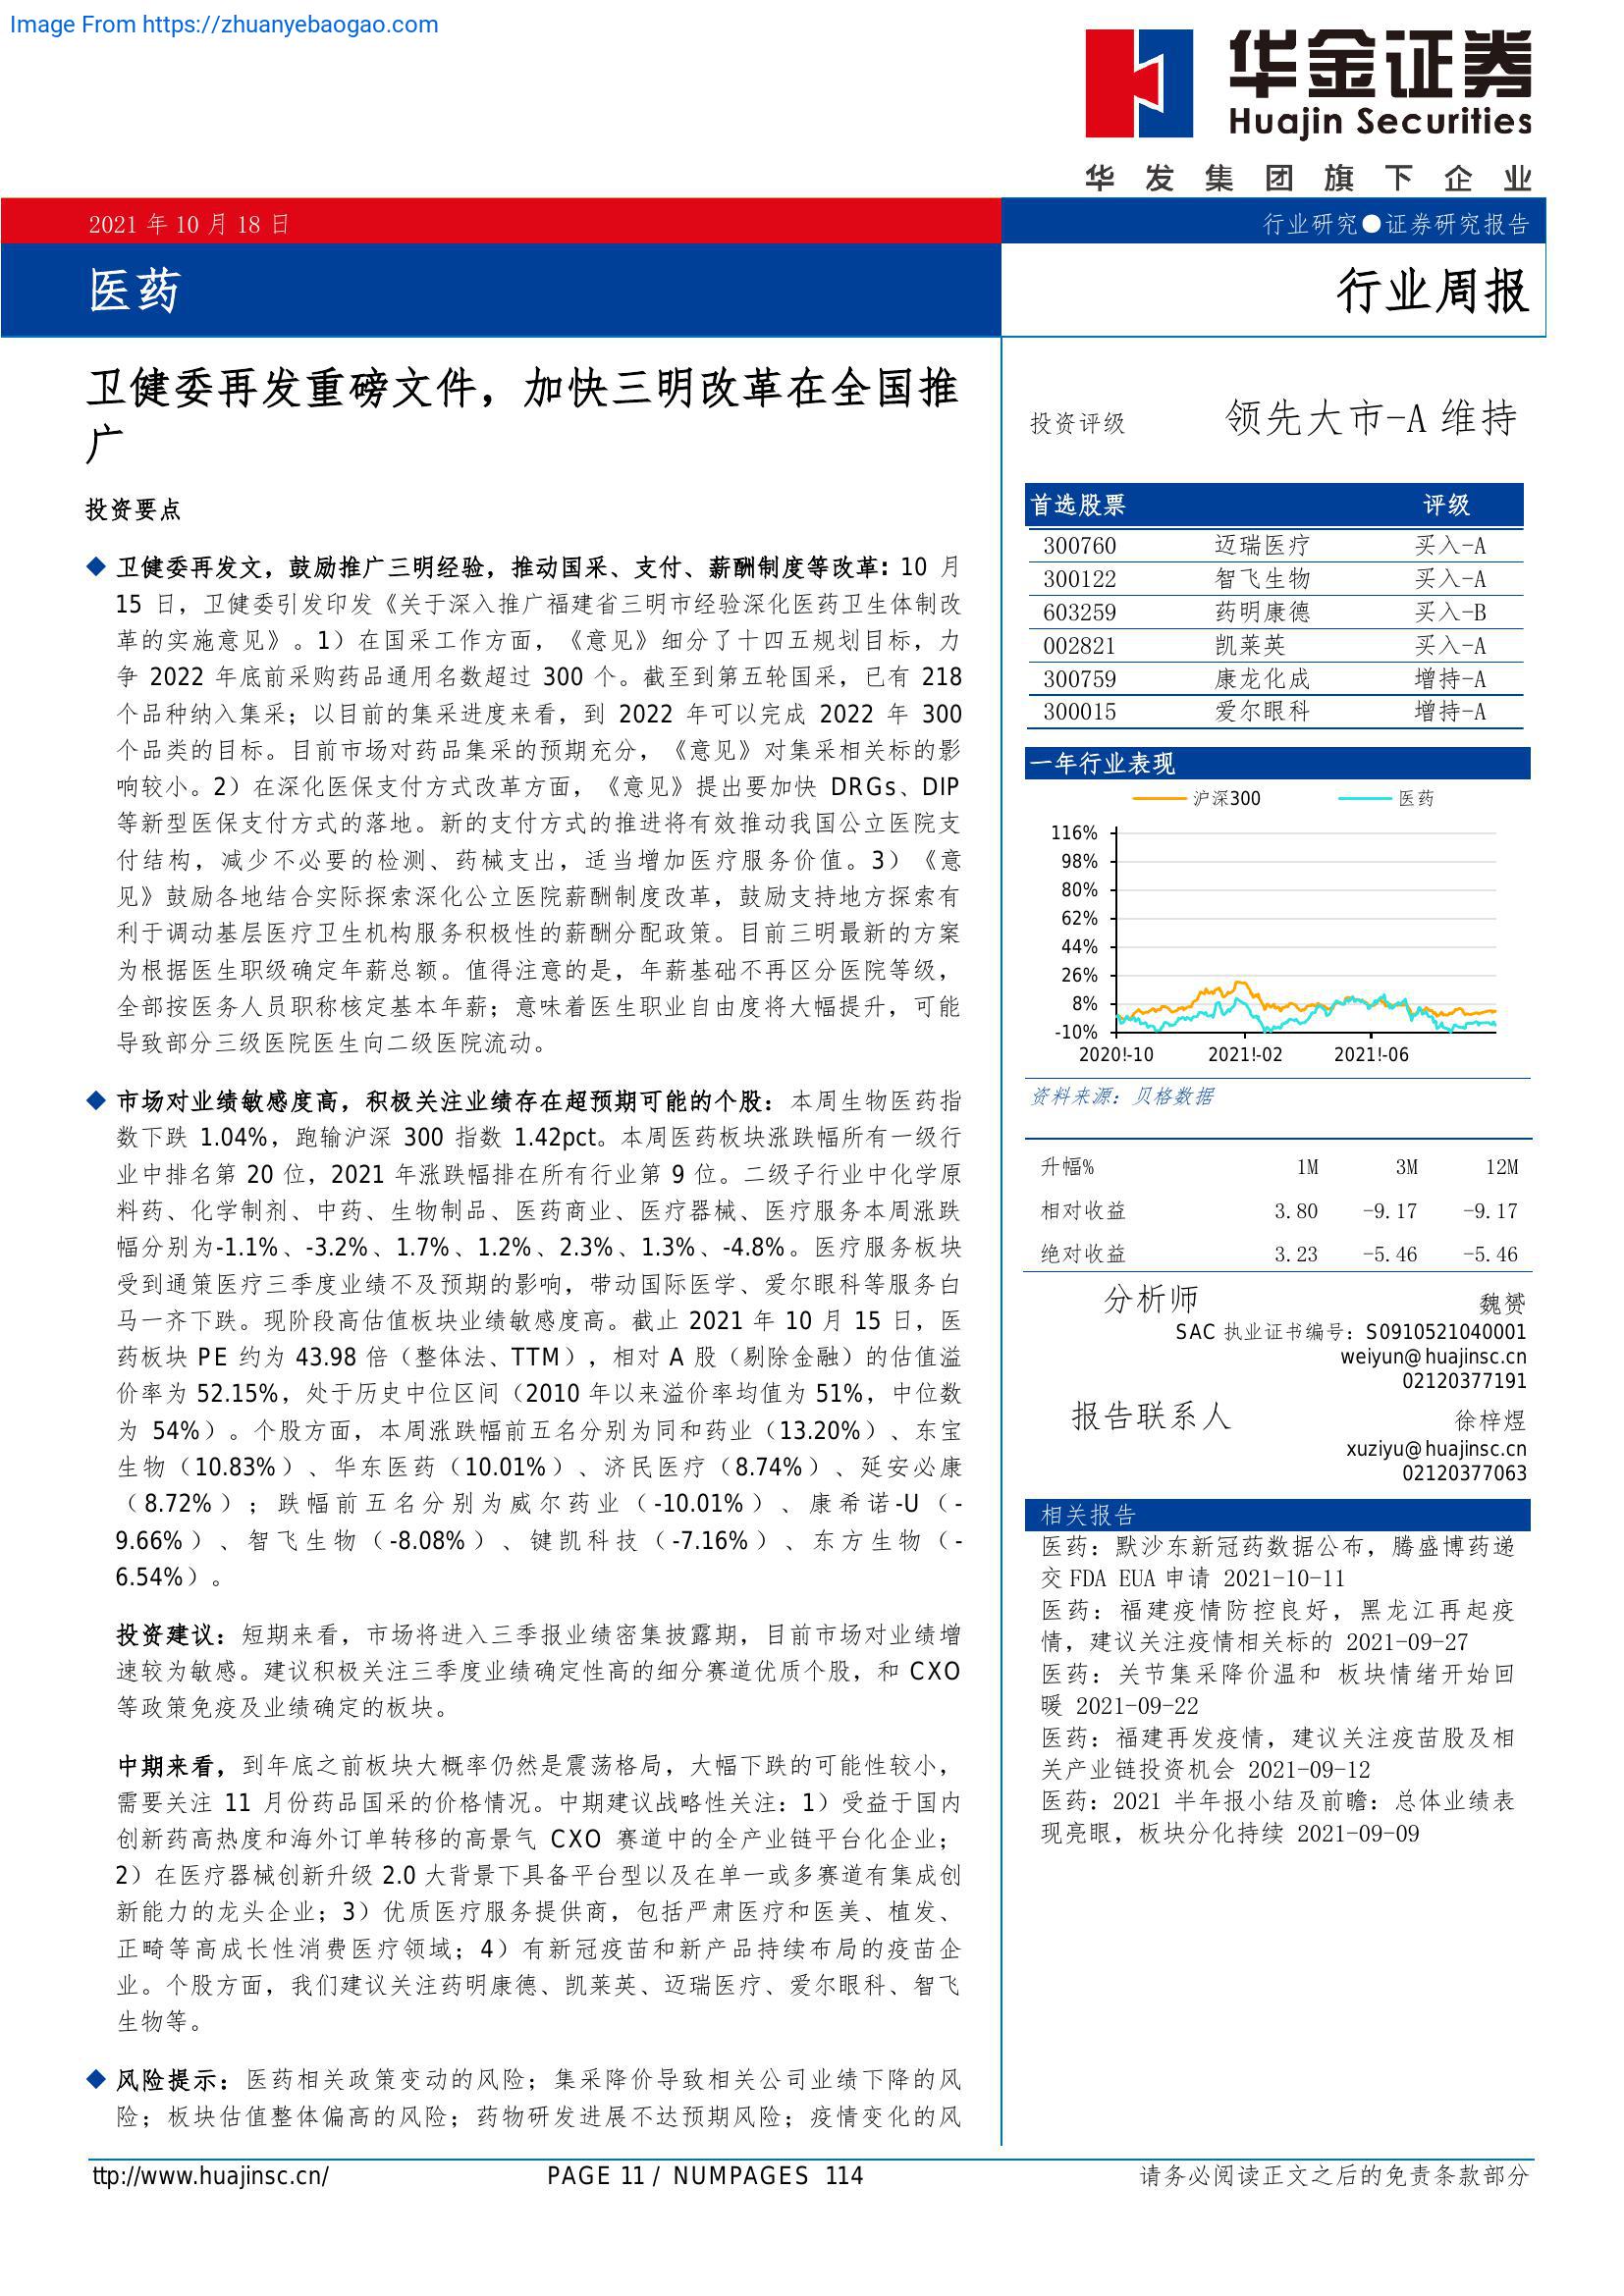 Image From https://zhuanyebaogao.com
华金证券
Huajin Securities
华发集团旗下企业
2021 年 10 月 18 日
行业研究●证券研究报告
医药
行业周报
卫健委再发重磅文件，加快三明改革在全国推
广
投资要点
◆ 卫健委再发文，鼓励推广三明经验，推动国采、支付、薪酬制度等改革：10 月
15 日，卫健委引发印发《关于深入推广福建省三明市经验深化医药卫生体制改
革的实施意见》。1）在国采工作方面，《意见》细分了十四五规划目标，力
争 2022 年底前采购药品通用名数超过 300 个。截至到第五轮国采，已有 218
个品种纳入集采；以目前的集采进度来看，到 2022 年可以完成 2022 年 300
个品类的目标。目前市场对药品集采的预期充分，《意见》对集采相关标的影
响较小。2）在深化医保支付方式改革方面，《意见》提出要加快 DRGs、DIP
等新型医保支付方式的落地。新的支付方式的推进将有效推动我国公立医院支
付结构，减少不必要的检测、药械支出，适当增加医疗服务价值。3）《意
见》鼓励各地结合实际探索深化公立医院薪酬制度改革，鼓励支持地方探索有
利于调动基层医疗卫生机构服务积极性的薪酬分配政策。目前三明最新的方案
为根据医生职级确定年薪总额。值得注意的是，年薪基础不再区分医院等级，
全部按医务人员职称核定基本年薪；意味着医生职业自由度将大幅提升，可能
导致部分三级医院医生向二级医院流动。
◆ 市场对业绩敏感度高，积极关注业绩存在超预期可能的个股：本周生物医药指
数下跌 1.04%，跑输沪深 300 指数 1.42pct。本周医药板块涨跌幅所有一级行
业中排名第 20 位，2021 年涨跌幅排在所有行业第 9 位。二级子行业中化学原
料药、化学制剂、中药、生物制品、医药商业、医疗器械、医疗服务本周涨跌
幅分别为-1.1%、-3.2%、1.7%、1.2%、2.3%、1.3%、-4.8%。医疗服务板块
受到通策医疗三季度业绩不及预期的影响，带动国际医学、爱尔眼科等服务白
马一齐下跌。现阶段高估值板块业绩敏感度高。截止 2021 年 10 月 15 日，医
药板块 PE 约为 43.98 倍（整体法、TTM），相对 A 股（剔除金融）的估值溢
价率为 52.15%，处于历史中位区间（2010 年以来溢价率均值为 51%，中位数
为 54%）。个股方面，本周涨跌幅前五名分别为同和药业（13.20%）、东宝
生物（10.83%）、华东医药（10.01%）、济民医疗（8.74%）、延安必康
（8.72%）；跌幅前五名分别为威尔药业（-10.01%）、康希诺-U（-
9.66%）、智飞生物（-8.08%）、键凯科技（-7.16%）、东方生物（-
6.54%）。
投资建议：短期来看，市场将进入三季报业绩密集披露期，目前市场对业绩增
速较为敏感。建议积极关注三季度业绩确定性高的细分赛道优质个股，和 CXO
等政策免疫及业绩确定的板块。
中期来看，到年底之前板块大概率仍然是震荡格局，大幅下跌的可能性较小，
需要关注 11 月份药品国采的价格情况。中期建议战略性关注：1）受益于国内
创新药高热度和海外订单转移的高景气 CXO 赛道中的全产业链平台化企业；
2）在医疗器械创新升级 2.0 大背景下具备平台型以及在单一或多赛道有集成创
新能力的龙头企业；3）优质医疗服务提供商，包括严肃医疗和医美、植发、
正畸等高成长性消费医疗领域；4）有新冠疫苗和新产品持续布局的疫苗企
业。个股方面，我们建议关注药明康德、凯莱英、迈瑞医疗、爱尔眼科、智飞
生物等。
◆ 风险提示：医药相关政策变动的风险；集采降价导致相关公司业绩下降的风
险；板块估值整体偏高的风险；药物研发进展不达预期风险；疫情变化的风
投资评级 领先大市-A 维持
首选股票 评级
300760 迈瑞医疗 买入-A
300122 智飞生物 买入-A
603259 药明康德 买入-B
002821 凯莱英 买入-A
300759 康龙化成 增持-A
300015 爱尔眼科 增持-A
一年行业表现
沪深300 医药
116%
98%
80%
62%
44%
26%
8%
-10%
2020!-10 2021!-02 2021!-06
资料来源：贝格数据
升幅% 1M 3M 12M
相对收益 3.80 -9.17 -9.17
绝对收益 3.23 -5.46 -5.46
分析师 魏赟
SAC 执业证书编号：S0910521040001
weiyun@huajinsc.cn
02120377191
报告联系人 徐梓煜
xuziyu@huajinsc.cn
02120377063
相关报告
医药：默沙东新冠药数据公布，腾盛博药递
交 FDA EUA 申请 2021-10-11
医药：福建疫情防控良好，黑龙江再起疫
情，建议关注疫情相关标的 2021-09-27
医药：关节集采降价温和 板块情绪开始回
暖 2021-09-22
医药：福建再发疫情，建议关注疫苗股及相
关产业链投资机会 2021-09-12
医药：2021 半年报小结及前瞻：总体业绩表
现亮眼，板块分化持续 2021-09-09
ttp://www.huajinsc.cn/ PAGE 11 / NUMPAGES 114 请务必阅读正文之后的免责条款部分